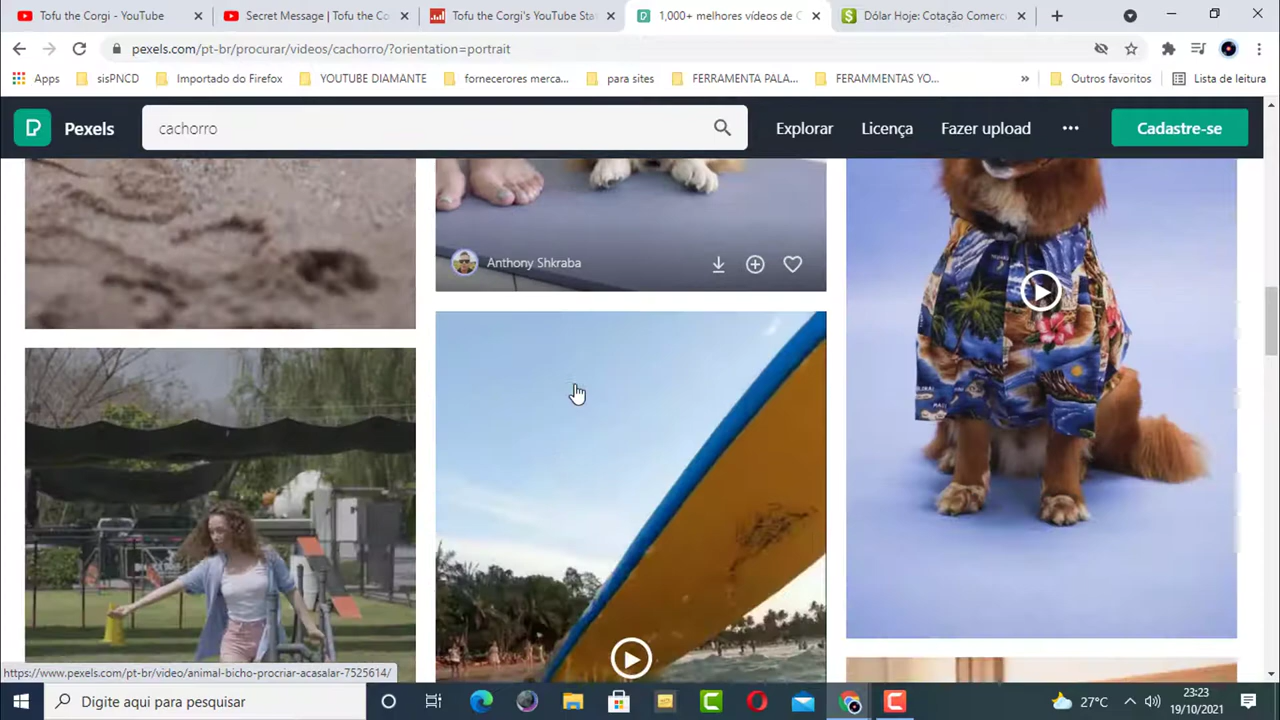 Tofu the Corgi - YouTube
Secret Message | Tofu the Co
Tofu the Corgi's YouTube Sta
1,000+ melhores vídeos de C
Dólar Hoje: Cotação Comerc
pexels.com/pt-br/procurar/videos/cachorro/?orientation=portrait
Apps
sisPNCD
Importado do Firefox
YOUTUBE DIAMANTE
fornecerores merca...
para sites
FERRAMENTA PALA...
FERAMMENTAS YO...
»
Outros favoritos
Lista de leitura
Pexels
cachorro
Explorar
Licença
Fazer upload
Cadastre-se
Anthony Shkraba
https://www.pexels.com/pt-br/video/animal-bicho-procriar-acasalar-7525614/
Digite aqui para pesquisar
27°C
23:23
19/10/2021